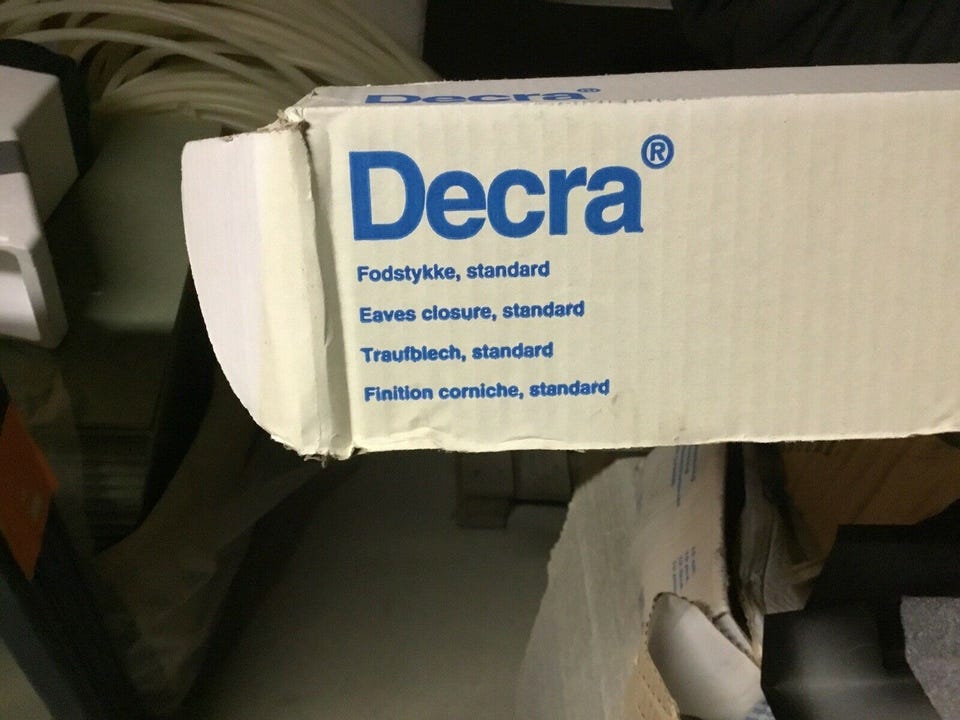 Decra®
Decra®
Fodstykke, standard
Eaves closure, standard
Traufblech, standard
Finition corniche, standard